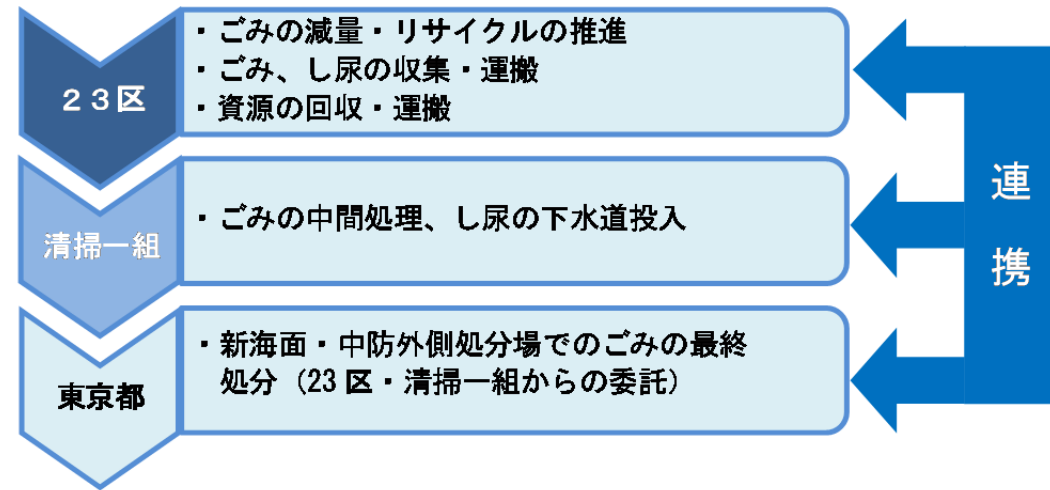 23区
・ごみの減量・リサイクルの推進
・ごみ、し尿の収集・運搬
・資源の回収・運搬
清掃一組
・ごみの中間処理、し尿の下水道投入
東京都
・新海面・中防外側処分場でのごみの最終
処分（23区・清掃一組からの委託）
連
携